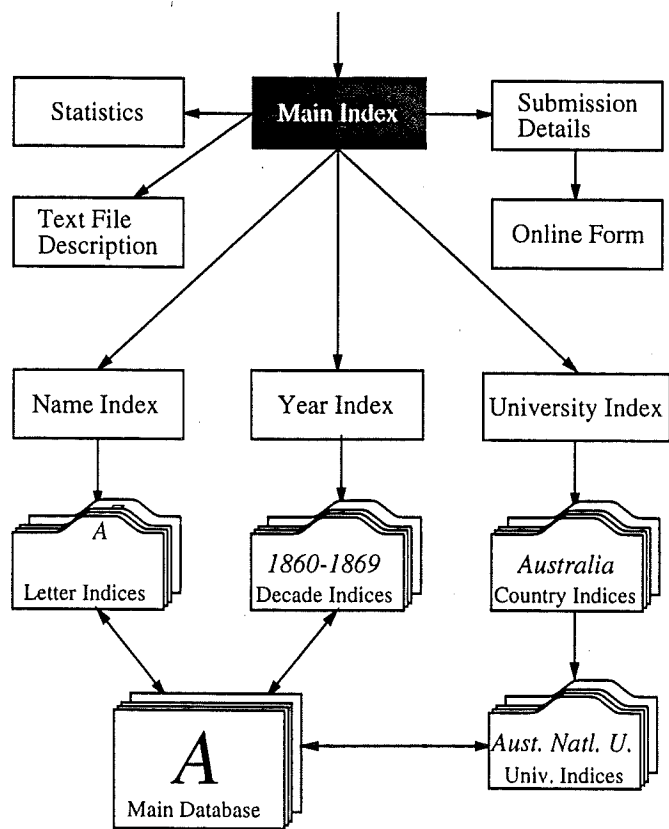 Statistics
Main Index
Submission
Details
Text File
Description
Online Form
Name Index
Year Index
University Index
A
Letter Indices
1860-1869
Decade Indices
Australia
Country Indices
A
Main Database
Aust. Natl. U.
Univ. Indices